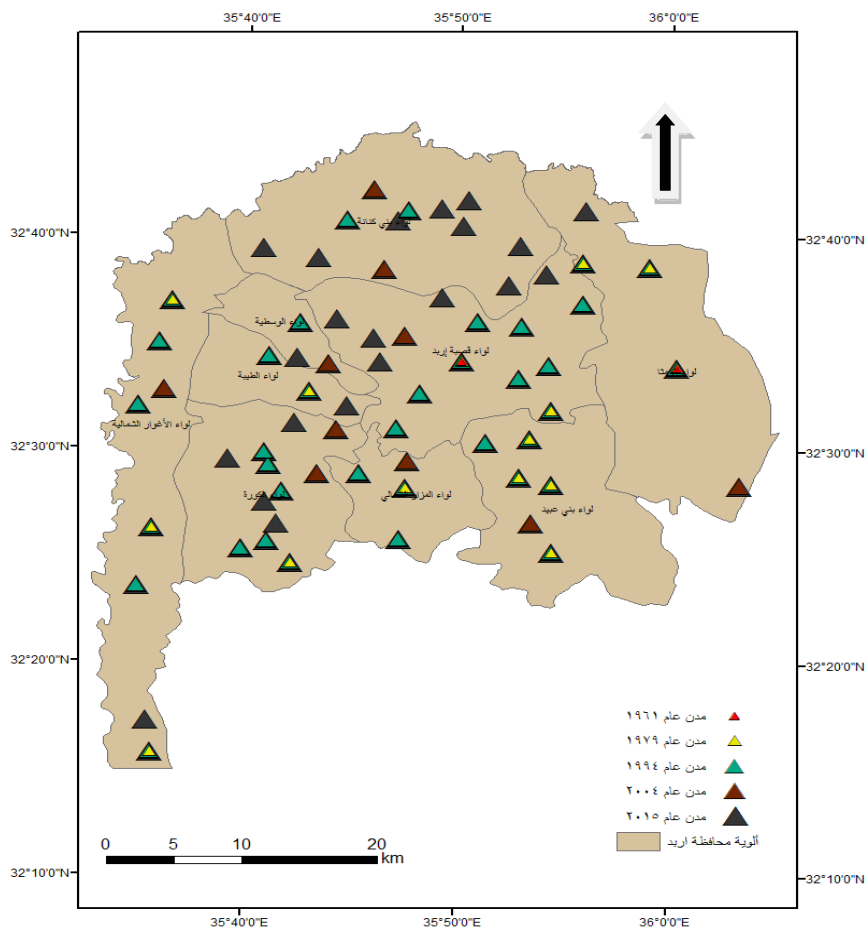 35°40'0"E 35°50'0"E 36°0'0"E
32°40'0"N 32°40'0"N
32°30'0"N 32°30'0"N
32°20'0"N 32°20'0"N
32°10'0"N 32°10'0"N
لواء بني كنانة
لواء الوسطية
لواء قصبة إربد
لواء
لواء الطيبة
لواء الأغوار الشمالية
لواء المزار
لواء بني عبيد
مدن عام ١٩٦١
مدن عام ١٩٧٩
مدن عام ١٩٩٤
مدن عام ٢٠٠٤
مدن عام ٢٠١٥
ألوية محافظة اربد
0 5 10 20
km
35°40'0"E 35°50'0"E 36°0'0"E